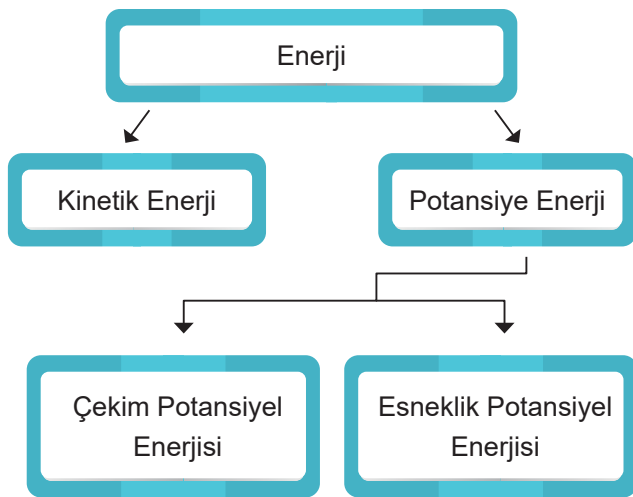 Enerji
Kinetik Enerji
Potansiye Enerji
Çekim Potansiyel
Enerjisi
Esneklik Potansiyel
Enerjisi